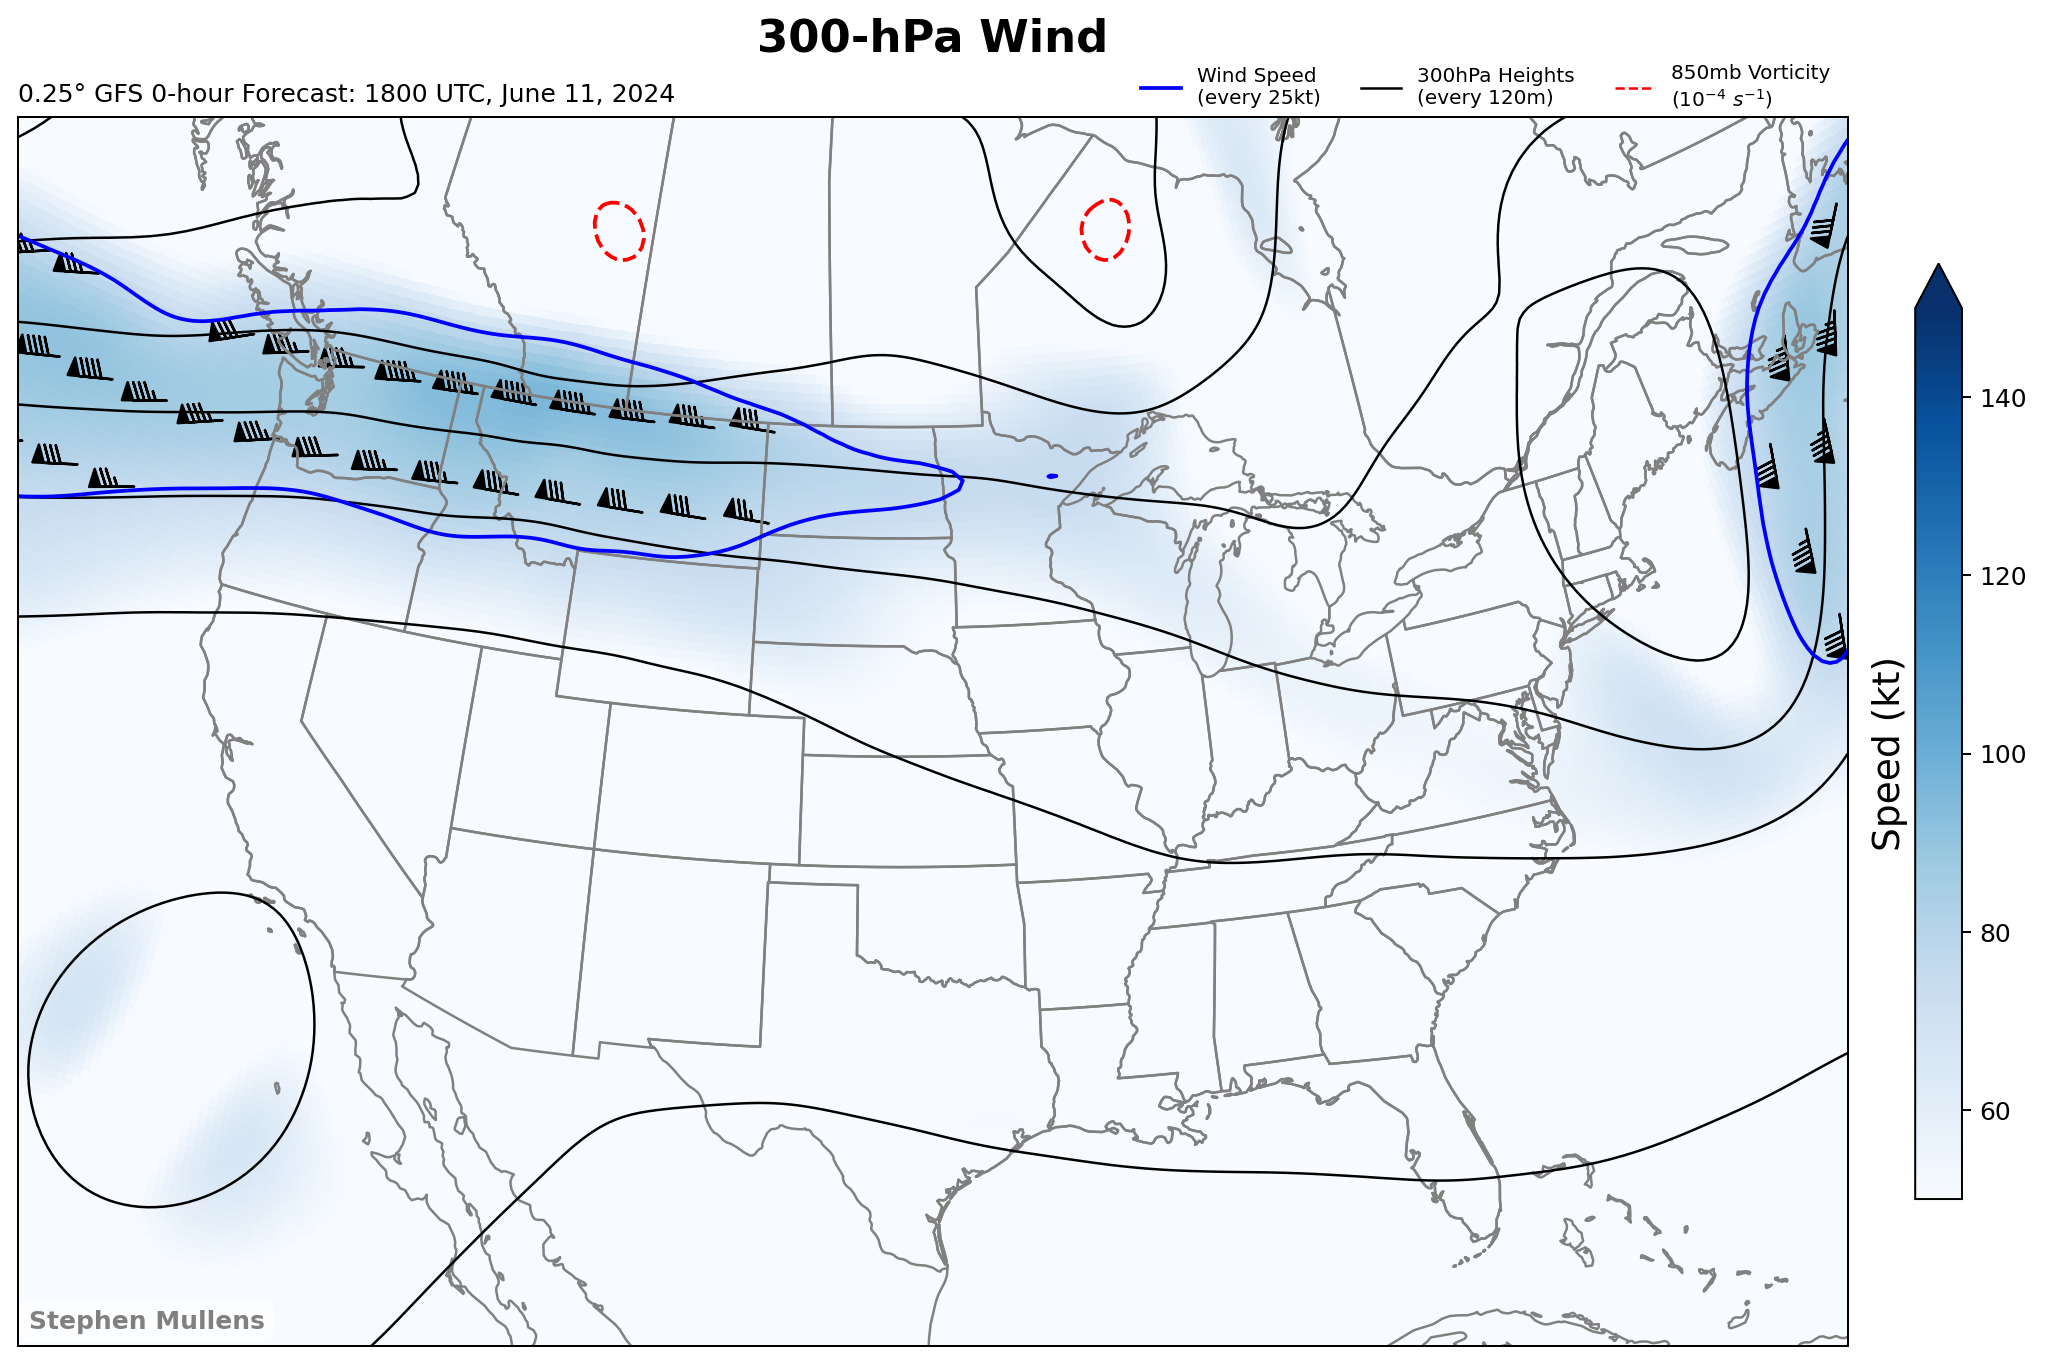 300-hPa Wind
0.25° GFS 0-hour Forecast: 1800 UTC, June 11, 2024
Wind Speed
(every 25kt)
300hPa Heights
(every 120m)
850mb Vorticity
(10⁻⁴ s⁻¹)
140
120
100
80
60
Speed (kt)
Stephen Mullens